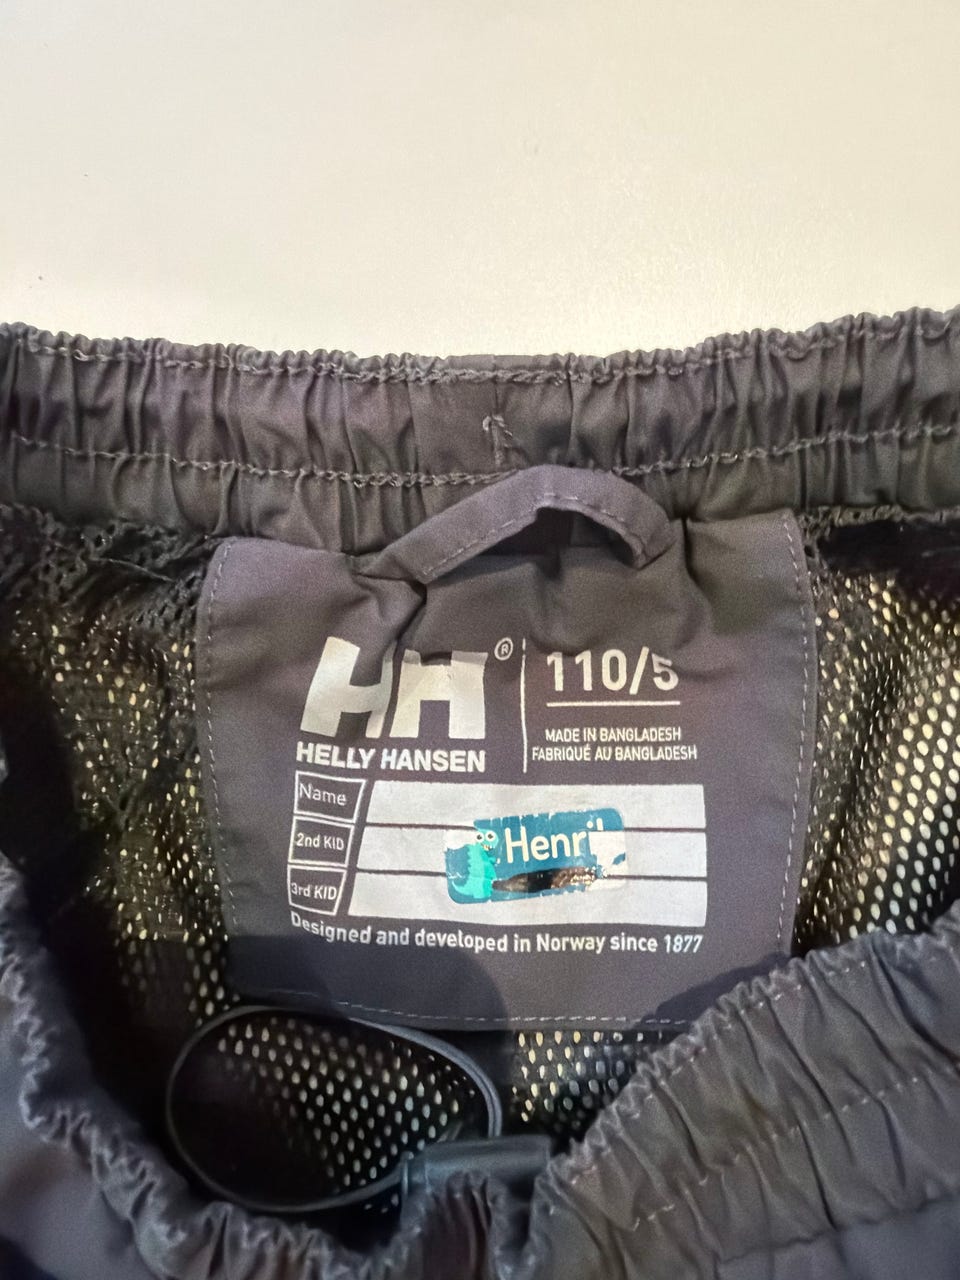 HH®
HELLY HANSEN
110/5
MADE IN BANGLADESH
FABRIQUÉ AU BANGLADESH
Name
2nd KID
3rd KID
Designed and developed in Norway since 1877